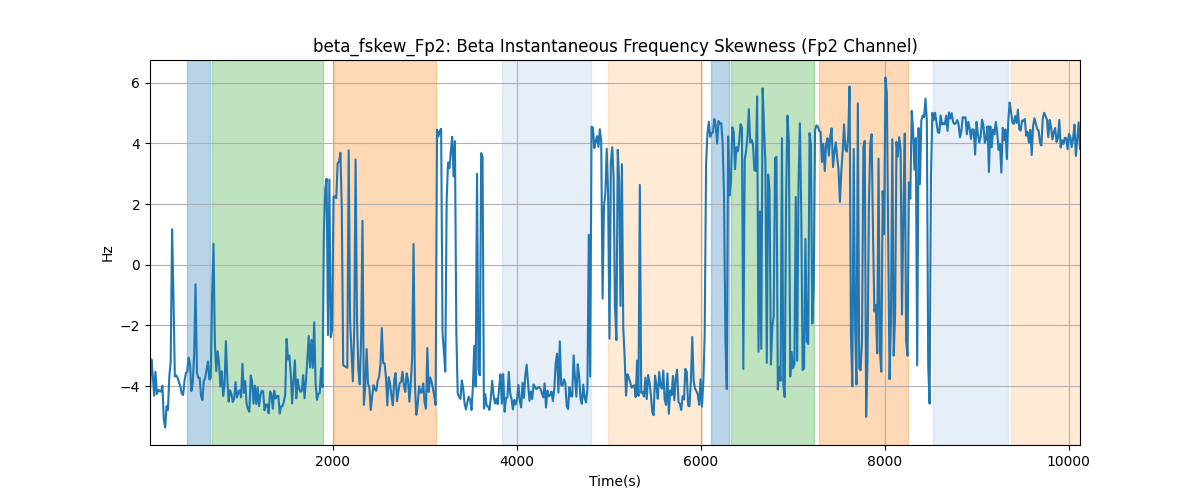 beta_fskew_Fp2: Beta Instantaneous Frequency Skewness (Fp2 Channel)
6
4
2
0
−2
−4
Hz
2000 4000 6000 8000 10000
Time(s)